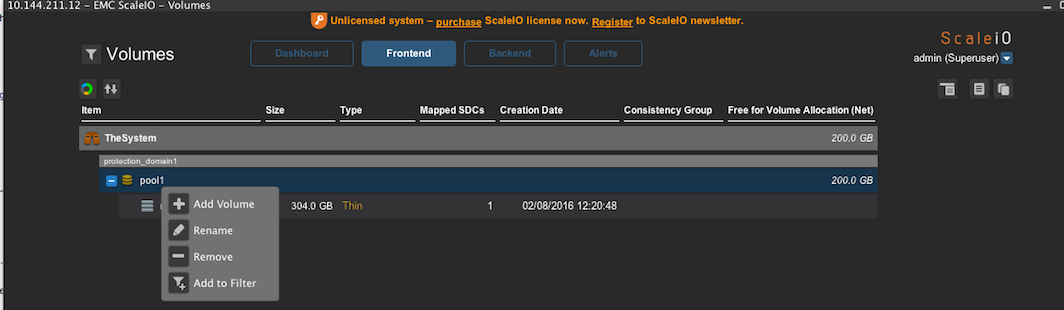 10.144.211.12 – EMC ScaleIO – Volumes
Unlicensed system – purchase ScaleIO license now. Register to ScaleIO newsletter.
Volumes
Dashboard
Frontend
Backend
Alerts
ScaleiO
admin (Superuser)
Item Size Type Mapped SDCs Creation Date Consistency Group Free for Volume Allocation (Net)
TheSystem 200.0 GB
protection_domain1
pool1 200.0 GB
304.0 GB Thin 1 02/08/2016 12:20:48
Add Volume
Rename
Remove
Add to Filter